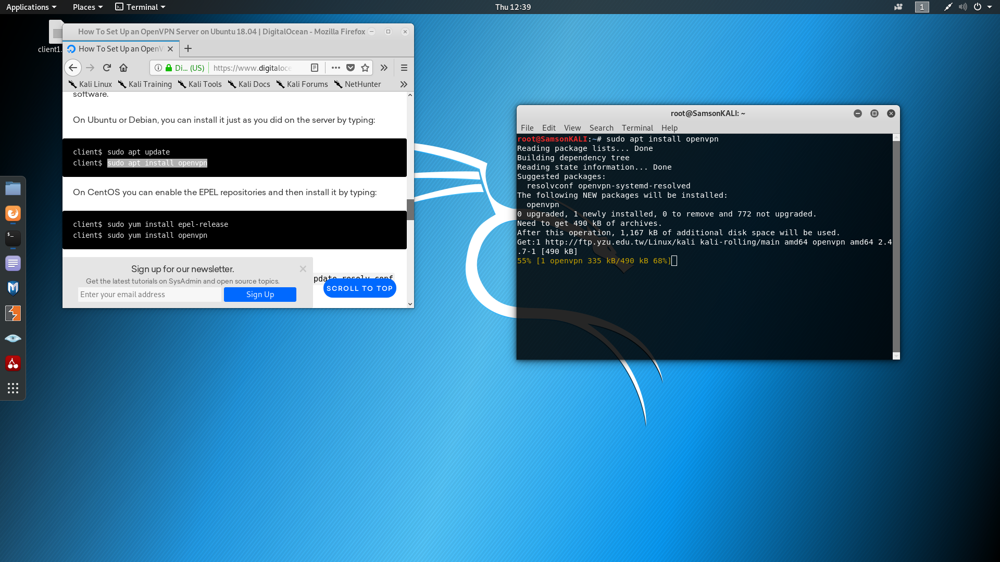 Applications
Places
Terminal
Thu 12:39
1
client1.
How To Set Up an OpenVPN Server on Ubuntu 18.04 | DigitalOcean - Mozilla Firefox
How To Set Up an OpenV
Di... (US)
https://www.digitaloce
Kali Linux
Kali Training
Kali Tools
Kali Docs
Kali Forums
NetHunter
software.
On Ubuntu or Debian, you can install it just as you did on the server by typing:
client$ sudo apt update
client$ sudo apt install openvpn
On CentOS you can enable the EPEL repositories and then install it by typing:
client$ sudo yum install epel-release
client$ sudo yum install openvpn
pdate-resolv-conf
Sign up for our newsletter.
Get the latest tutorials on SysAdmin and open source topics.
Enter your email address
Sign Up
SCROLL TO TOP
root@SamsonKALI: ~
File Edit View Search Terminal Help
root@SamsonKALI:~# sudo apt install openvpn
Reading package lists... Done
Building dependency tree
Reading state information... Done
Suggested packages:
resolvconf openvpn-systemd-resolved
The following NEW packages will be installed:
openvpn
0 upgraded, 1 newly installed, 0 to remove and 772 not upgraded.
Need to get 490 kB of archives.
After this operation, 1,167 kB of additional disk space will be used.
Get:1 http://ftp.yzu.edu.tw/Linux/kali kali-rolling/main amd64 openvpn amd64 2.4
.7-1 [490 kB]
55% [1 openvpn 335 kB/490 kB 68%]